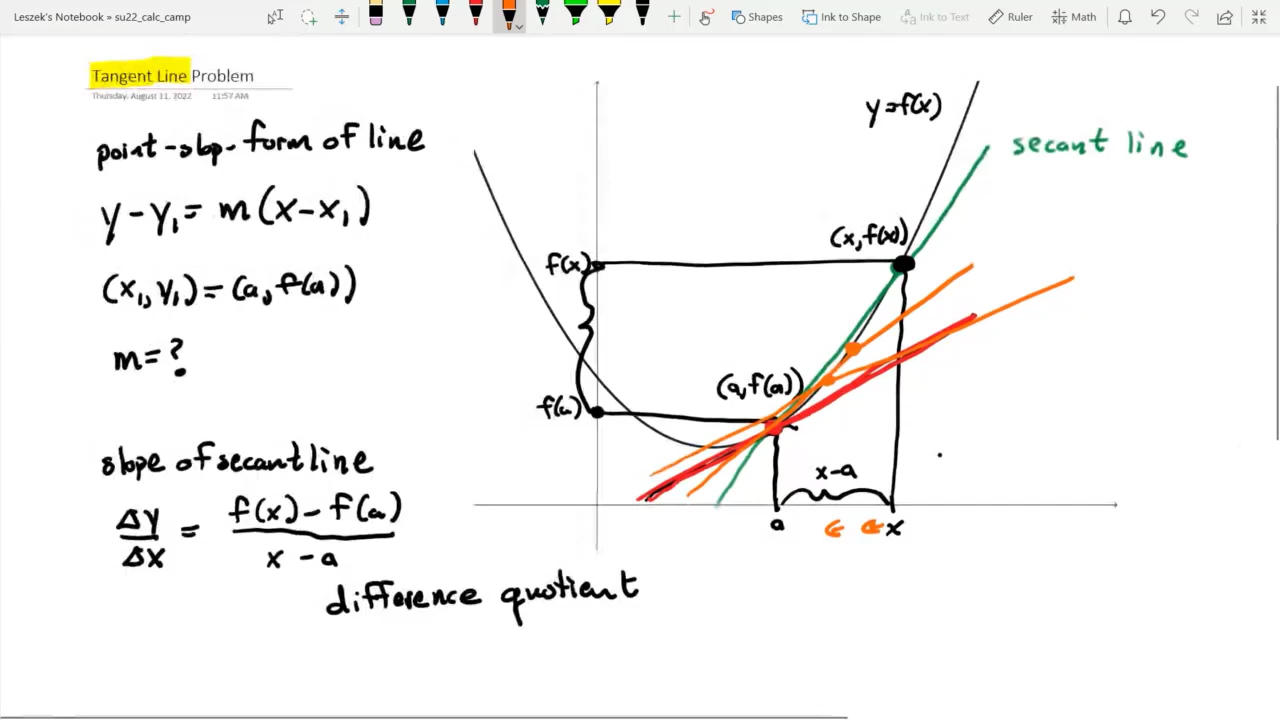 Leszek's Notebook » su22_calc_camp
Shapes
Ink to Shape
Ink to Text
Ruler
Math
Tangent Line Problem
Thursday, August 11, 2022 11:57 AM
point-slop- form of line
y - y₁ = m(x - x₁)
(x₁, y₁) = (a, f(a))
m = ?
slope of secant line
Δy/Δx = (f(x) - f(a))/(x - a)
difference quotient
y = f(x)
secant line
(x, f(x))
f(x)
(a, f(a))
f(a)
x-a
a
x